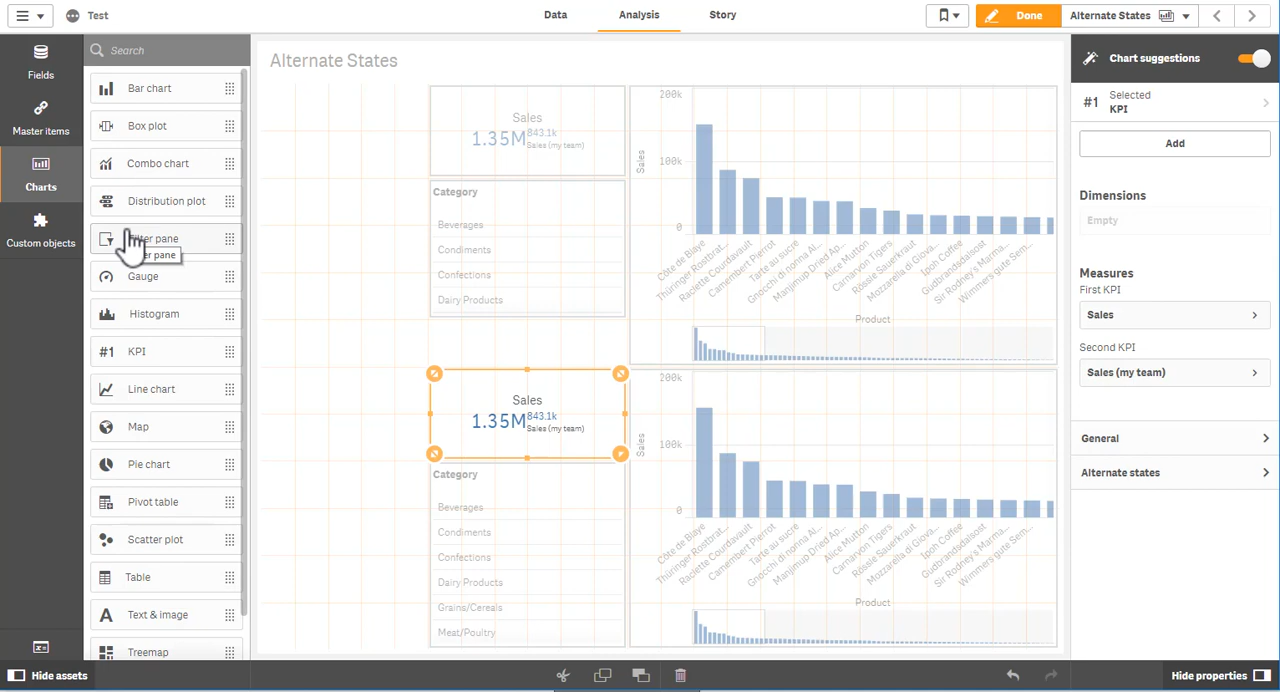 Test
Data
Analysis
Story
Done
Alternate States
Fields
Master items
Charts
Custom objects
Search
Bar chart
Box plot
Combo chart
Distribution plot
pane
pane
Gauge
Histogram
#1 KPI
Line chart
Map
Pie chart
Pivot table
Scatter plot
Table
A Text & image
Treemap
Alternate States
Sales
1.35M 843.1k
Sales (my team)
Category
Beverages
Condiments
Confections
Dairy Products
Sales
200k
100k
0
Côte de Blaye
Thüringer Rostbrat...
Raclette Courdavault
Camembert Pierrot
Tarte au sucre
Gnocchi di nonna Al...
Manjimup Dried Ap...
Alice Mutton
Carnarvon Tigers
Rössle Sauerkraut
Mozzarella di Giova...
Ipoh Coffee
Gudbrandsdalsost
Sir Rodney's Marma...
Wimmers gute Sem...
Product
Sales
1.35M 843.1k
Sales (my team)
Category
Beverages
Condiments
Confections
Dairy Products
Grains/Cereals
Meat/Poultry
Sales
200k
100k
0
Côte de Blaye
Thüringer Rostbrat...
Raclette Courdavault
Camembert Pierrot
Tarte au sucre
Gnocchi di nonna Al...
Manjimup Dried Ap...
Alice Mutton
Carnarvon Tigers
Rössle Sauerkraut
Mozzarella di Giova...
Ipoh Coffee
Gudbrandsdalsost
Sir Rodney's Marma...
Wimmers gute Sem...
Product
Chart suggestions
#1 Selected
KPI
Add
Dimensions
Empty
Measures
First KPI
Sales
Second KPI
Sales (my team)
General
Alternate states
Hide assets
Hide properties